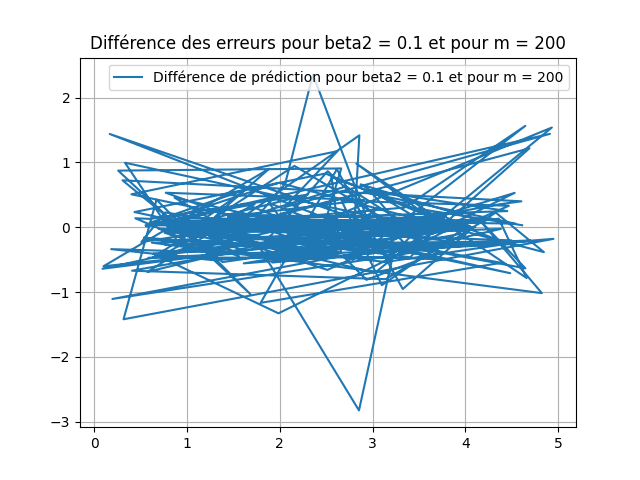 Différence des erreurs pour beta2 = 0.1 et pour m = 200
Différence de prédiction pour beta2 = 0.1 et pour m = 200
2
1
0
−1
−2
−3
0 1 2 3 4 5